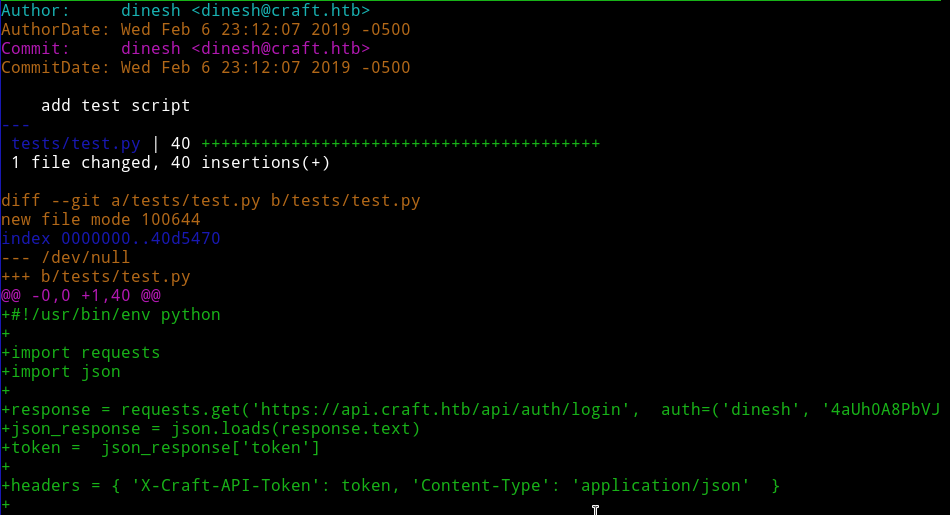 Author:     dinesh <dinesh@craft.htb>
AuthorDate: Wed Feb 6 23:12:07 2019 -0500
Commit:     dinesh <dinesh@craft.htb>
CommitDate: Wed Feb 6 23:12:07 2019 -0500

    add test script
---
 tests/test.py | 40 ++++++++++++++++++++++++++++++++++++++++
 1 file changed, 40 insertions(+)

diff --git a/tests/test.py b/tests/test.py
new file mode 100644
index 0000000..40d5470
--- /dev/null
+++ b/tests/test.py
@@ -0,0 +1,40 @@
+#!/usr/bin/env python
+
+import requests
+import json
+
+response = requests.get('https://api.craft.htb/api/auth/login',  auth=('dinesh', '4aUh0A8PbVJ
+json_response = json.loads(response.text)
+token =  json_response['token']
+
+headers = { 'X-Craft-API-Token': token, 'Content-Type': 'application/json'  }
+